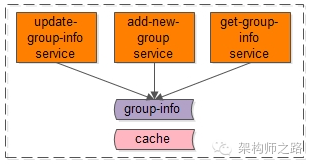 update-
group-info
service
add-new-
group
service
get-group-
info
service
group-info
cache
架构师之路